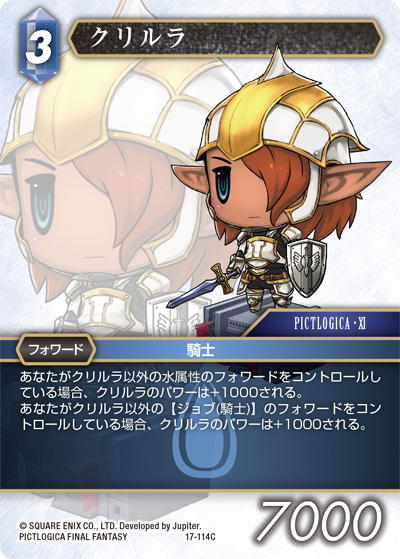 3
クリルラ
PICTLOGICA・XI
フォワード
騎士
あなたがクリルラ以外の水属性のフォワードをコントロールし
ている場合、クリルラのパワーは+1000される。
あなたがクリルラ以外の【ジョブ(騎士)】のフォワードをコン
トロールしている場合、クリルラのパワーは+1000される。
© SQUARE ENIX CO., LTD. Developed by Jupiter.
PICTLOGICA FINAL FANTASY
17-114C
7000